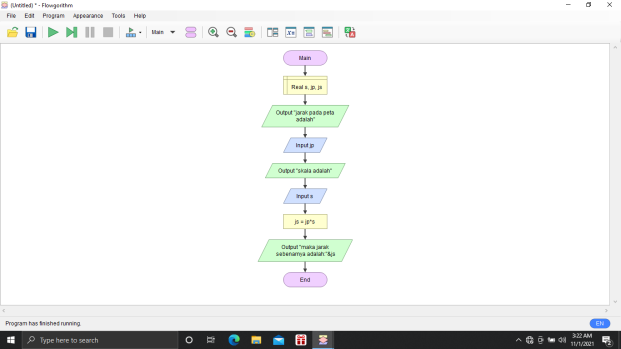 (Untitled) * - Flowgorithm
File Edit Program Appearance Tools Help
Main
Main
Real s, jp, js
Output "jarak pada peta
adalah"
Input jp
Output "skala adalah"
Input s
js = jp*s
Output "maka jarak
sebenarnya adalah:"&js
End
Program has finished running.
EN
Type here to search
3:22 AM
11/1/2021